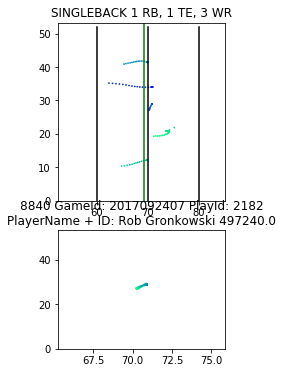 SINGLEBACK 1 RB, 1 TE, 3 WR
50
40
30
20
10
0
60 70 80
8840 GameId: 2017092407 PlayId: 2182
PlayerName + ID: Rob Gronkowski 497240.0
40
20
0
67.5 70.0 72.5 75.0